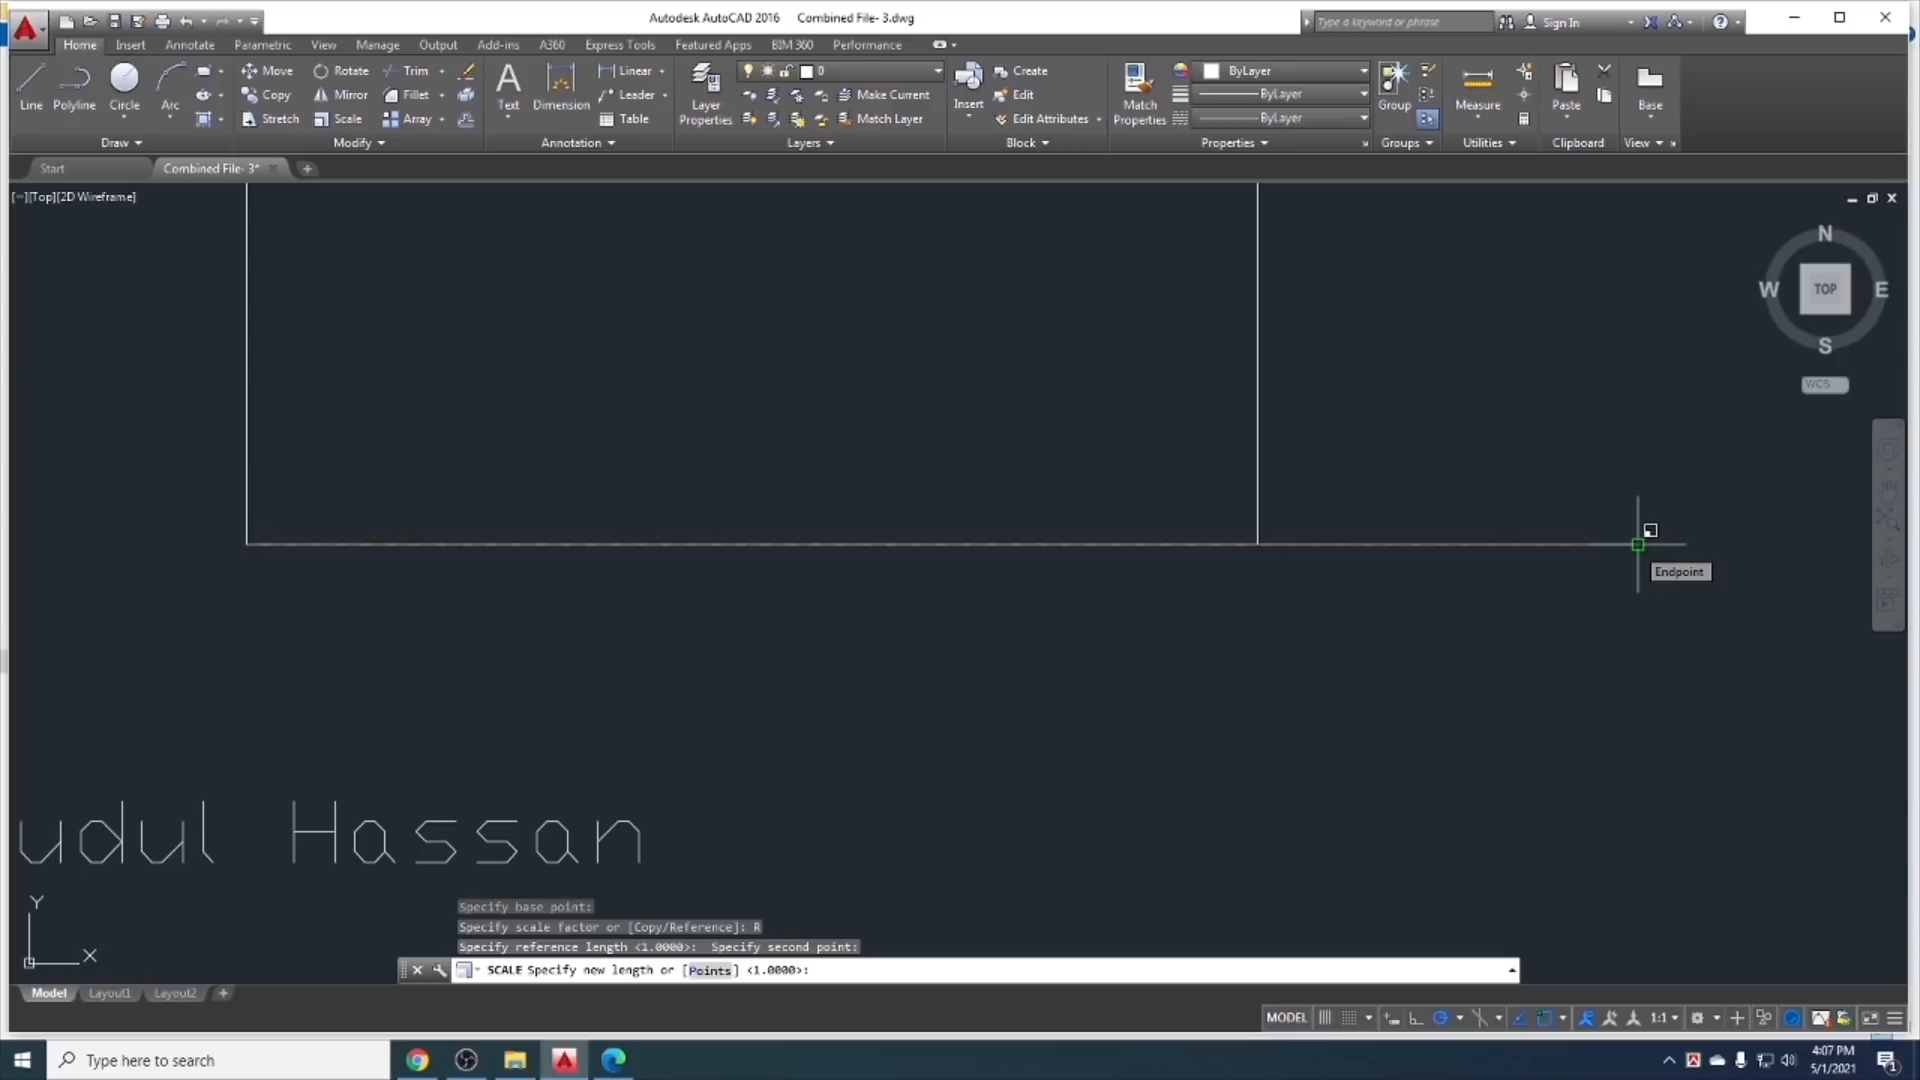 Autodesk AutoCAD 2016 Combined File- 3.dwg
Type a keyword or phrase
Sign In
Home Insert Annotate Parametric View Manage Output Add-ins A360 Express Tools Featured Apps BIM 360 Performance
Line Polyline Circle Arc
Move Rotate Trim
Copy Mirror Fillet
Stretch Scale Array
Text Dimension
Linear
Leader
Table
Layer Properties
0
Make Current
Match Layer
Insert
Create
Edit
Edit Attributes
Match Properties
ByLayer
ByLayer
ByLayer
Group
Measure
Paste
Base
Draw Modify Annotation Layers Block Properties Groups Utilities Clipboard View
Start Combined File- 3*
[−][Top][2D Wireframe]
N
W TOP E
S
WCS
Endpoint
udul Hassan
Y
X
Specify base point:
Specify scale factor or [Copy/Reference]: R
Specify reference length <1.0000>: Specify second point:
SCALE Specify new length or [Points] <1.0000>:
Model Layout1 Layout2
MODEL 1:1
Type here to search
4:07 PM
5/1/2021
1